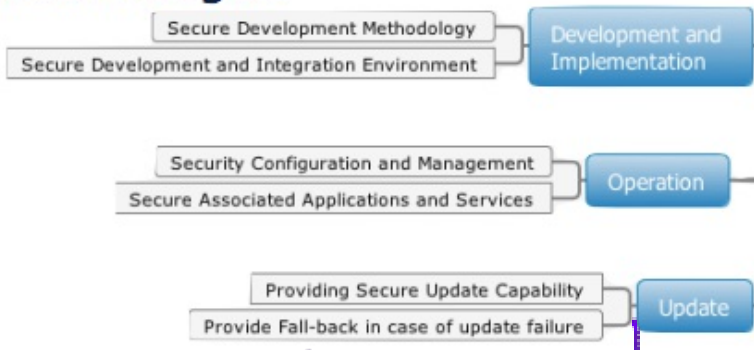 Secure Development Methodology
Secure Development and Integration Environment
Development and
Implementation
Security Configuration and Management
Secure Associated Applications and Services
Operation
Providing Secure Update Capability
Provide Fall-back in case of update failure
Update